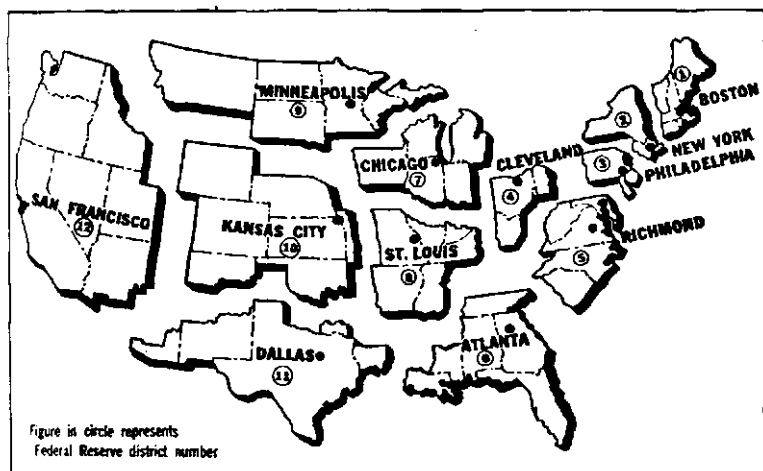 ①
BOSTON
MINNEAPOLIS
⑨
②
NEW YORK
CHICAGO
⑦
CLEVELAND
③
PHILADELPHIA
④
SAN FRANCISCO
⑫
KANSAS CITY
⑩
ST. LOUIS
⑧
RICHMOND
⑤
DALLAS
⑪
ATLANTA
⑥
Figure in circle represents
Federal Reserve district number